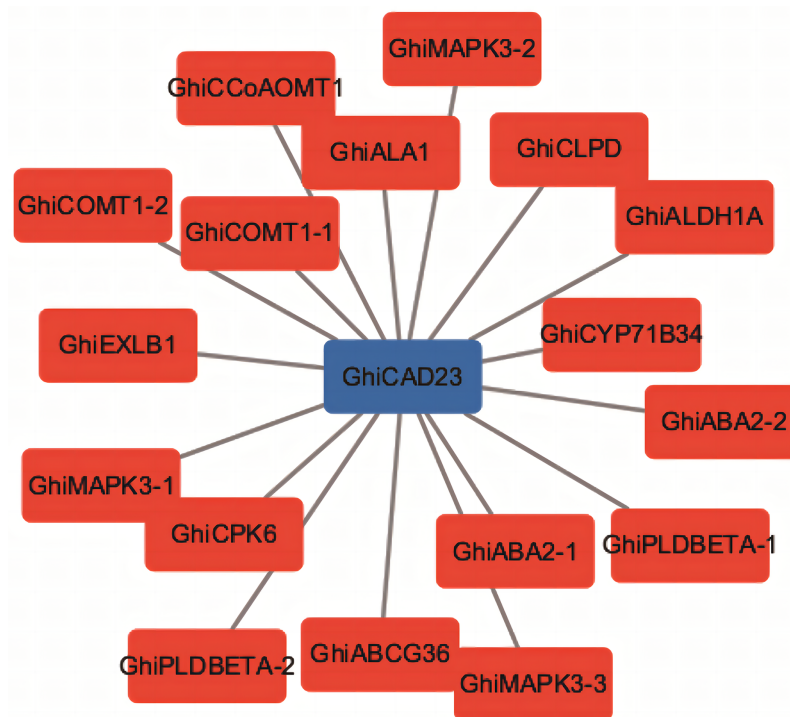 GhiMAPK3-2
GhiCCoAOMT1
GhiALA1
GhiCLPD
GhiCOMT1-2
GhiALDH1A
GhiCOMT1-1
GhiCYP71B34
GhiEXLB1
GhiCAD23
GhiABA2-2
GhiMAPK3-1
GhiCPK6
GhiABA2-1
GhiPLDBETA-1
GhiPLDBETA-2
GhiABCG36
GhiMAPK3-3